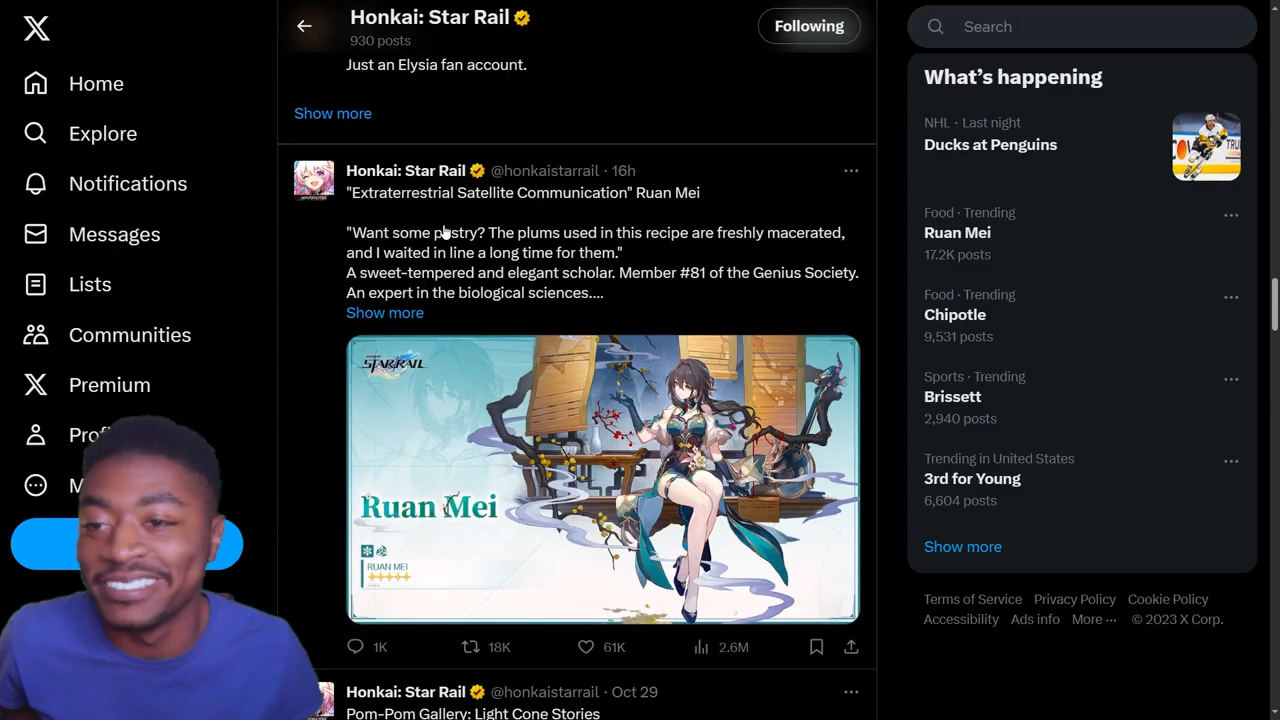 Home
Explore
Notifications
Messages
Lists
Communities
Premium
Honkai: Star Rail
930 posts
Following
Just an Elysia fan account.
Show more
Honkai: Star Rail @honkaistarrail · 16h
"Extraterrestrial Satellite Communication" Ruan Mei
"Want some pastry? The plums used in this recipe are freshly macerated,
and I waited in line a long time for them."
A sweet-tempered and elegant scholar. Member #81 of the Genius Society.
An expert in the biological sciences....
Show more
STAR RAIL
Ruan Mei
RUAN MEI
1K
18K
61K
2.6M
Honkai: Star Rail @honkaistarrail · Oct 29
Pom-Pom Gallery: Light Cone Stories
Search
What's happening
NHL · Last night
Ducks at Penguins
Food · Trending
Ruan Mei
17.2K posts
Food · Trending
Chipotle
9,531 posts
Sports · Trending
Brissett
2,940 posts
Trending in United States
3rd for Young
6,604 posts
Show more
Terms of Service Privacy Policy Cookie Policy
Accessibility Ads info More ··· © 2023 X Corp.